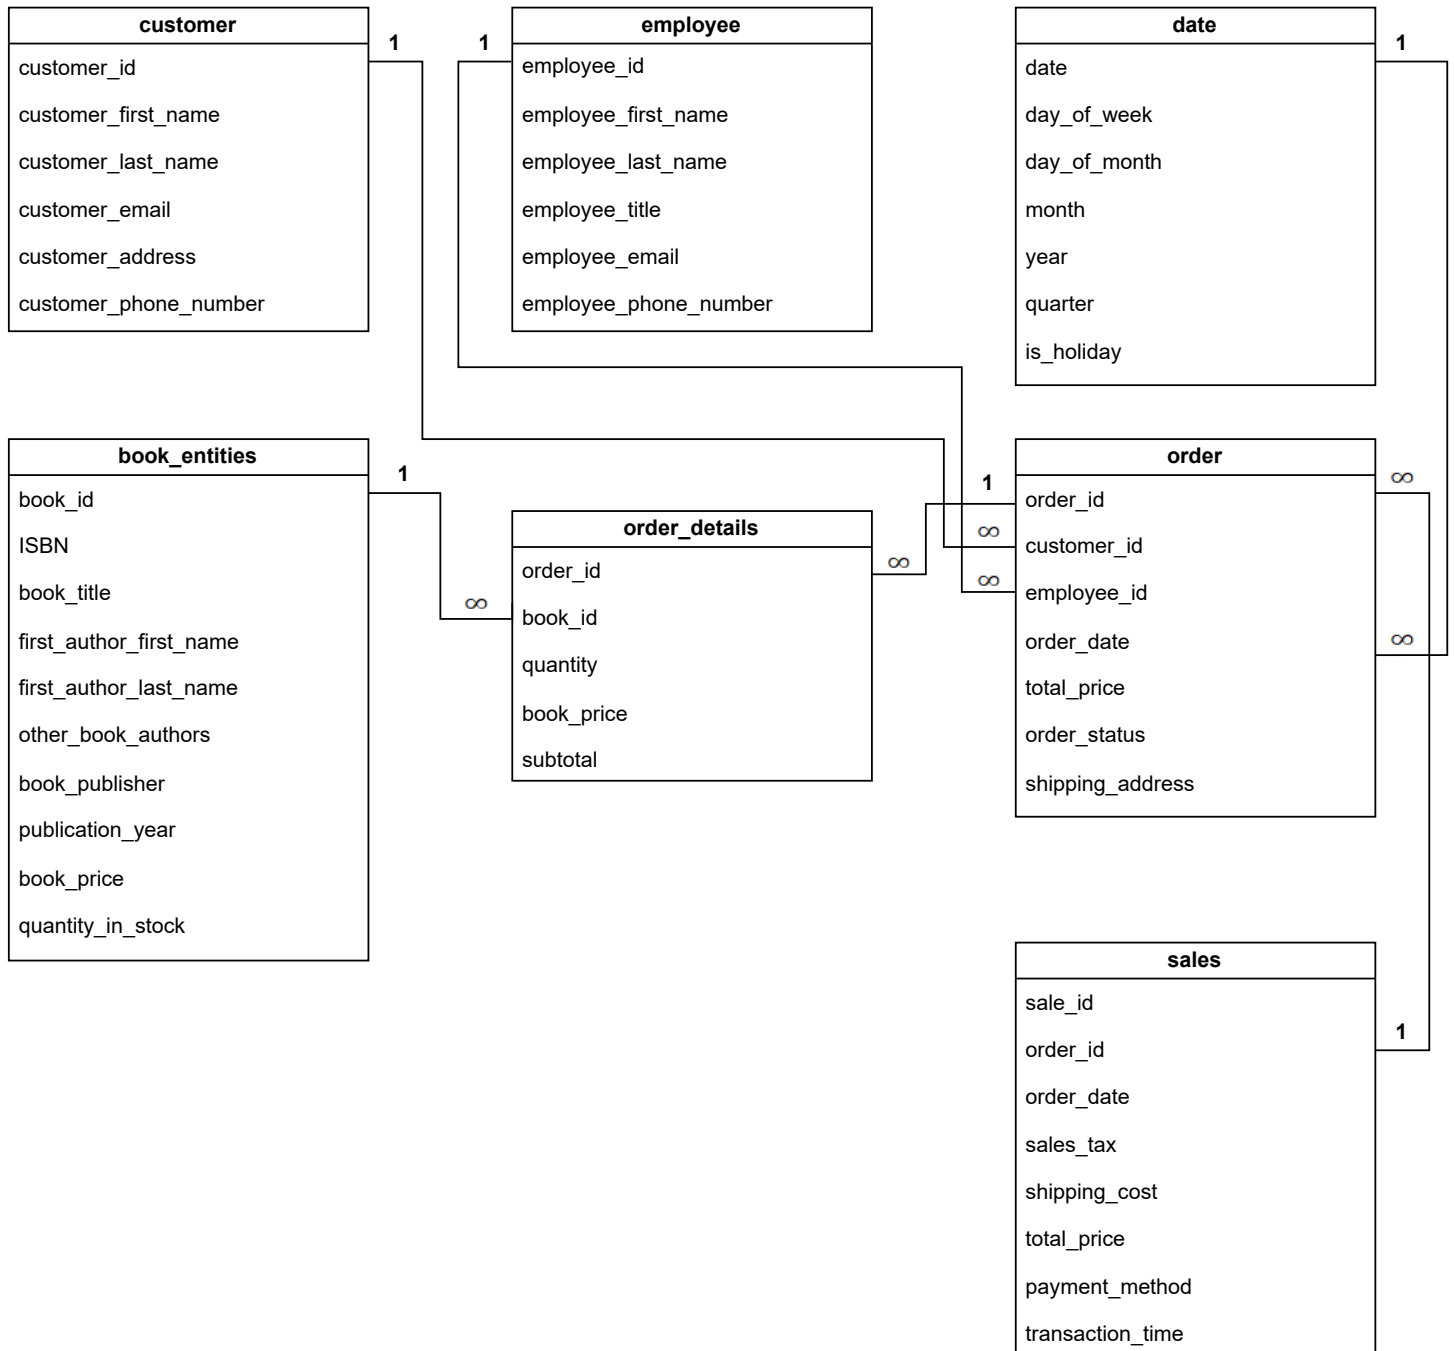 customer
customer_id
customer_first_name
customer_last_name
customer_email
customer_address
customer_phone_number
1
1
employee
employee_id
employee_first_name
employee_last_name
employee_title
employee_email
employee_phone_number
date
date
day_of_week
day_of_month
month
year
quarter
is_holiday
1
book_entities
book_id
ISBN
book_title
first_author_first_name
first_author_last_name
other_book_authors
book_publisher
publication_year
book_price
quantity_in_stock
1
∞
order_details
order_id
book_id
quantity
book_price
subtotal
∞
1
∞
∞
order
order_id
customer_id
employee_id
order_date
total_price
order_status
shipping_address
∞
∞
sales
sale_id
order_id
order_date
sales_tax
shipping_cost
total_price
payment_method
transaction_time
1